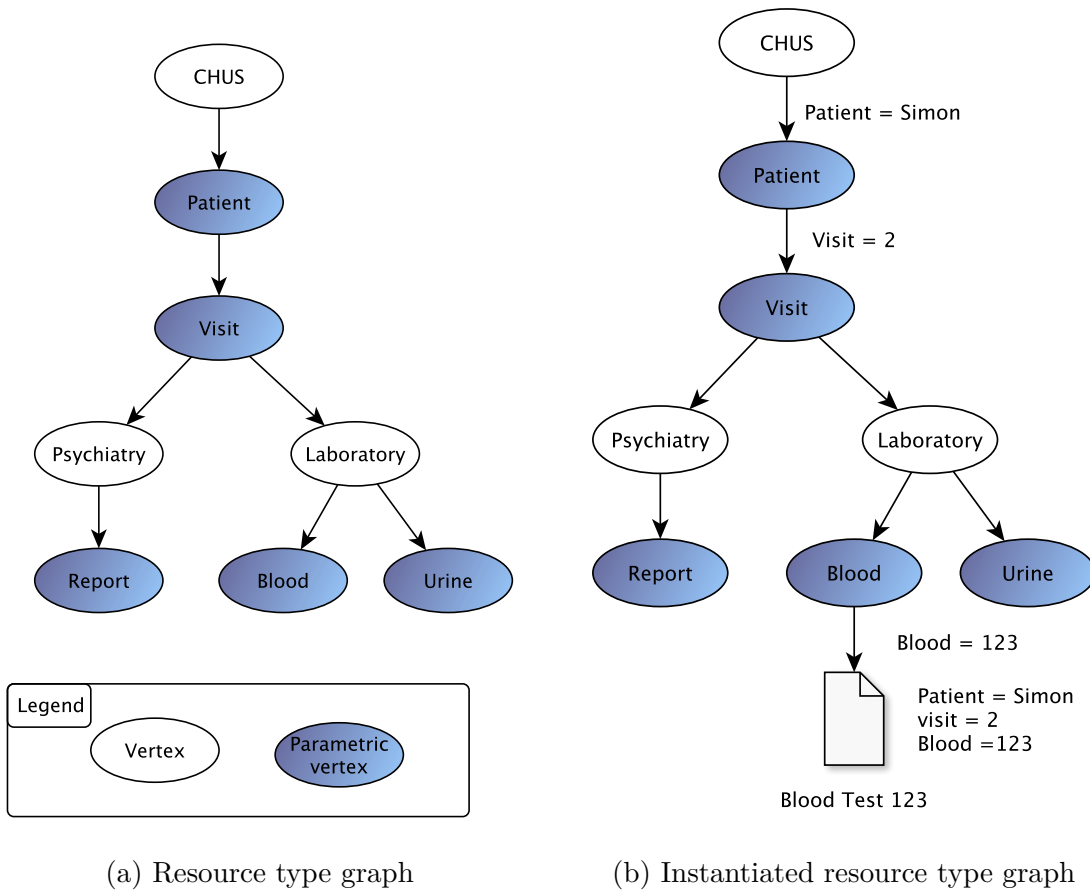 CHUS
Patient
Visit
Psychiatry
Laboratory
Report
Blood
Urine
Legend
Vertex
Parametric
vertex
(a) Resource type graph
CHUS
Patient = Simon
Patient
Visit = 2
Visit
Psychiatry
Laboratory
Report
Blood
Urine
Blood = 123
Patient = Simon
visit = 2
Blood =123
Blood Test 123
(b) Instantiated resource type graph